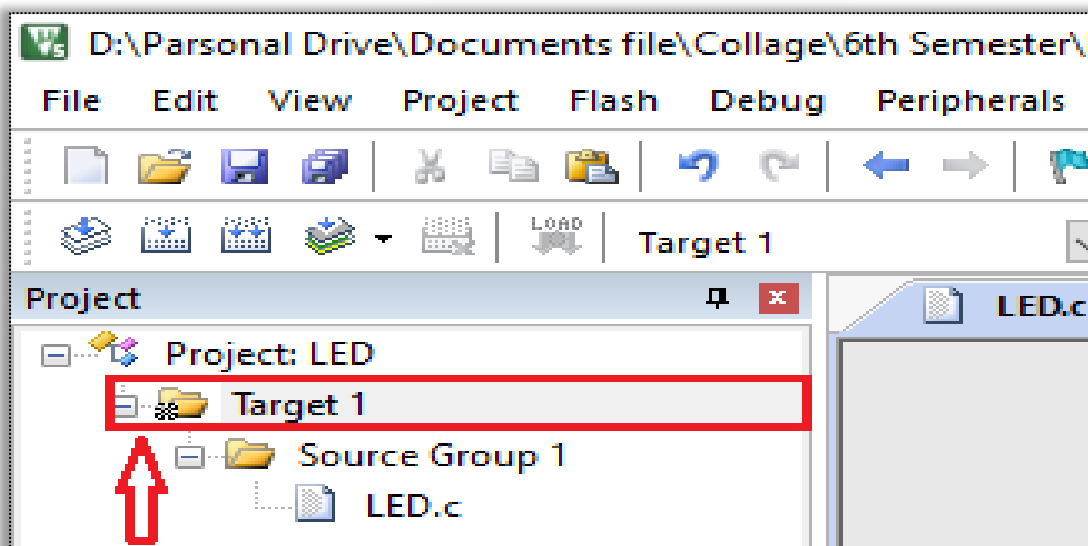 D:\Parsonal Drive\Documents file\Collage\6th Semester\
File Edit View Project Flash Debug Peripherals
LOAD Target 1
Project
LED.c
Project: LED
Target 1
Source Group 1
LED.c